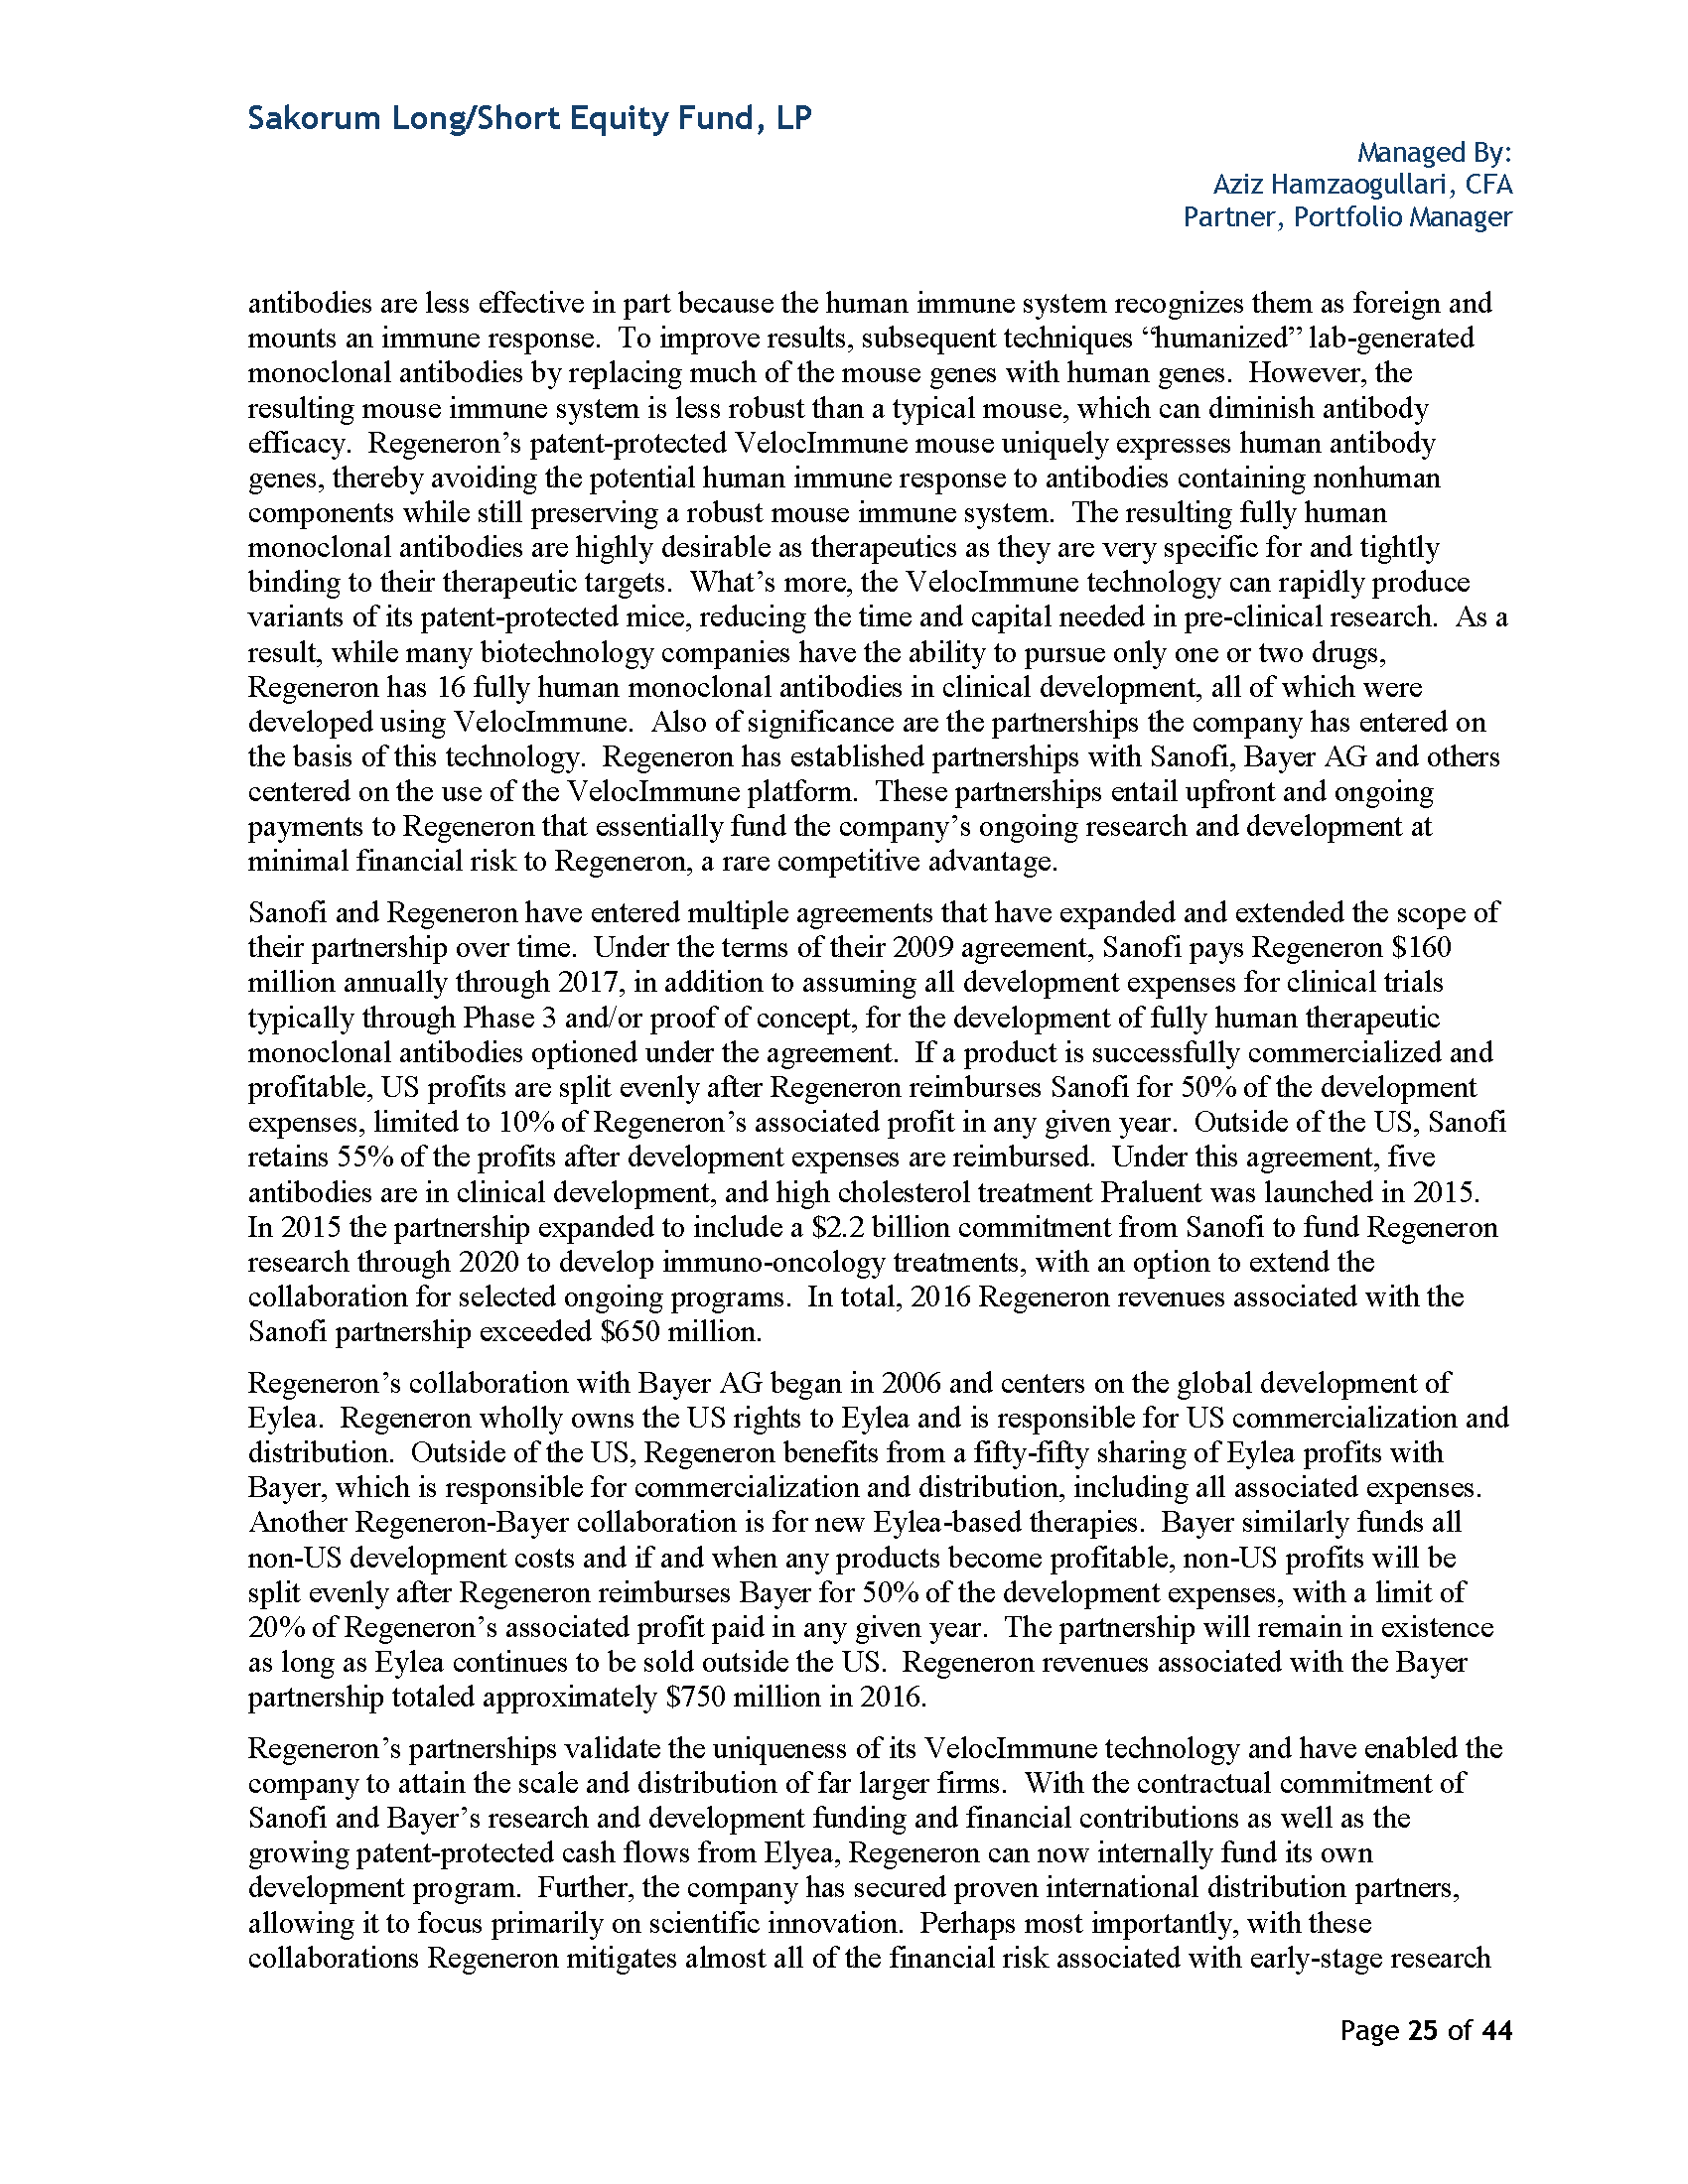 Sakorum Long/Short Equity Fund, LP
Managed By:
Aziz Hamzaogullari, CFA
Partner, Portfolio Manager
antibodies are less effective in part because the human immune system recognizes them as foreign and
mounts an immune response.  To improve results, subsequent techniques “humanized” lab-generated
monoclonal antibodies by replacing much of the mouse genes with human genes.  However, the
resulting mouse immune system is less robust than a typical mouse, which can diminish antibody
efficacy.  Regeneron’s patent-protected VelocImmune mouse uniquely expresses human antibody
genes, thereby avoiding the potential human immune response to antibodies containing nonhuman
components while still preserving a robust mouse immune system.  The resulting fully human
monoclonal antibodies are highly desirable as therapeutics as they are very specific for and tightly
binding to their therapeutic targets.  What’s more, the VelocImmune technology can rapidly produce
variants of its patent-protected mice, reducing the time and capital needed in pre-clinical research.  As a
result, while many biotechnology companies have the ability to pursue only one or two drugs,
Regeneron has 16 fully human monoclonal antibodies in clinical development, all of which were
developed using VelocImmune.  Also of significance are the partnerships the company has entered on
the basis of this technology.  Regeneron has established partnerships with Sanofi, Bayer AG and others
centered on the use of the VelocImmune platform.  These partnerships entail upfront and ongoing
payments to Regeneron that essentially fund the company’s ongoing research and development at
minimal financial risk to Regeneron, a rare competitive advantage.
Sanofi and Regeneron have entered multiple agreements that have expanded and extended the scope of
their partnership over time.  Under the terms of their 2009 agreement, Sanofi pays Regeneron $160
million annually through 2017, in addition to assuming all development expenses for clinical trials
typically through Phase 3 and/or proof of concept, for the development of fully human therapeutic
monoclonal antibodies optioned under the agreement.  If a product is successfully commercialized and
profitable, US profits are split evenly after Regeneron reimburses Sanofi for 50% of the development
expenses, limited to 10% of Regeneron’s associated profit in any given year.  Outside of the US, Sanofi
retains 55% of the profits after development expenses are reimbursed.  Under this agreement, five
antibodies are in clinical development, and high cholesterol treatment Praluent was launched in 2015.
In 2015 the partnership expanded to include a $2.2 billion commitment from Sanofi to fund Regeneron
research through 2020 to develop immuno-oncology treatments, with an option to extend the
collaboration for selected ongoing programs.  In total, 2016 Regeneron revenues associated with the
Sanofi partnership exceeded $650 million.
Regeneron’s collaboration with Bayer AG began in 2006 and centers on the global development of
Eylea.  Regeneron wholly owns the US rights to Eylea and is responsible for US commercialization and
distribution.  Outside of the US, Regeneron benefits from a fifty-fifty sharing of Eylea profits with
Bayer, which is responsible for commercialization and distribution, including all associated expenses.
Another Regeneron-Bayer collaboration is for new Eylea-based therapies.  Bayer similarly funds all
non-US development costs and if and when any products become profitable, non-US profits will be
split evenly after Regeneron reimburses Bayer for 50% of the development expenses, with a limit of
20% of Regeneron’s associated profit paid in any given year.  The partnership will remain in existence
as long as Eylea continues to be sold outside the US.  Regeneron revenues associated with the Bayer
partnership totaled approximately $750 million in 2016.
Regeneron’s partnerships validate the uniqueness of its VelocImmune technology and have enabled the
company to attain the scale and distribution of far larger firms.  With the contractual commitment of
Sanofi and Bayer’s research and development funding and financial contributions as well as the
growing patent-protected cash flows from Elyea, Regeneron can now internally fund its own
development program.  Further, the company has secured proven international distribution partners,
allowing it to focus primarily on scientific innovation.  Perhaps most importantly, with these
collaborations Regeneron mitigates almost all of the financial risk associated with early-stage research
Page 25 of 44